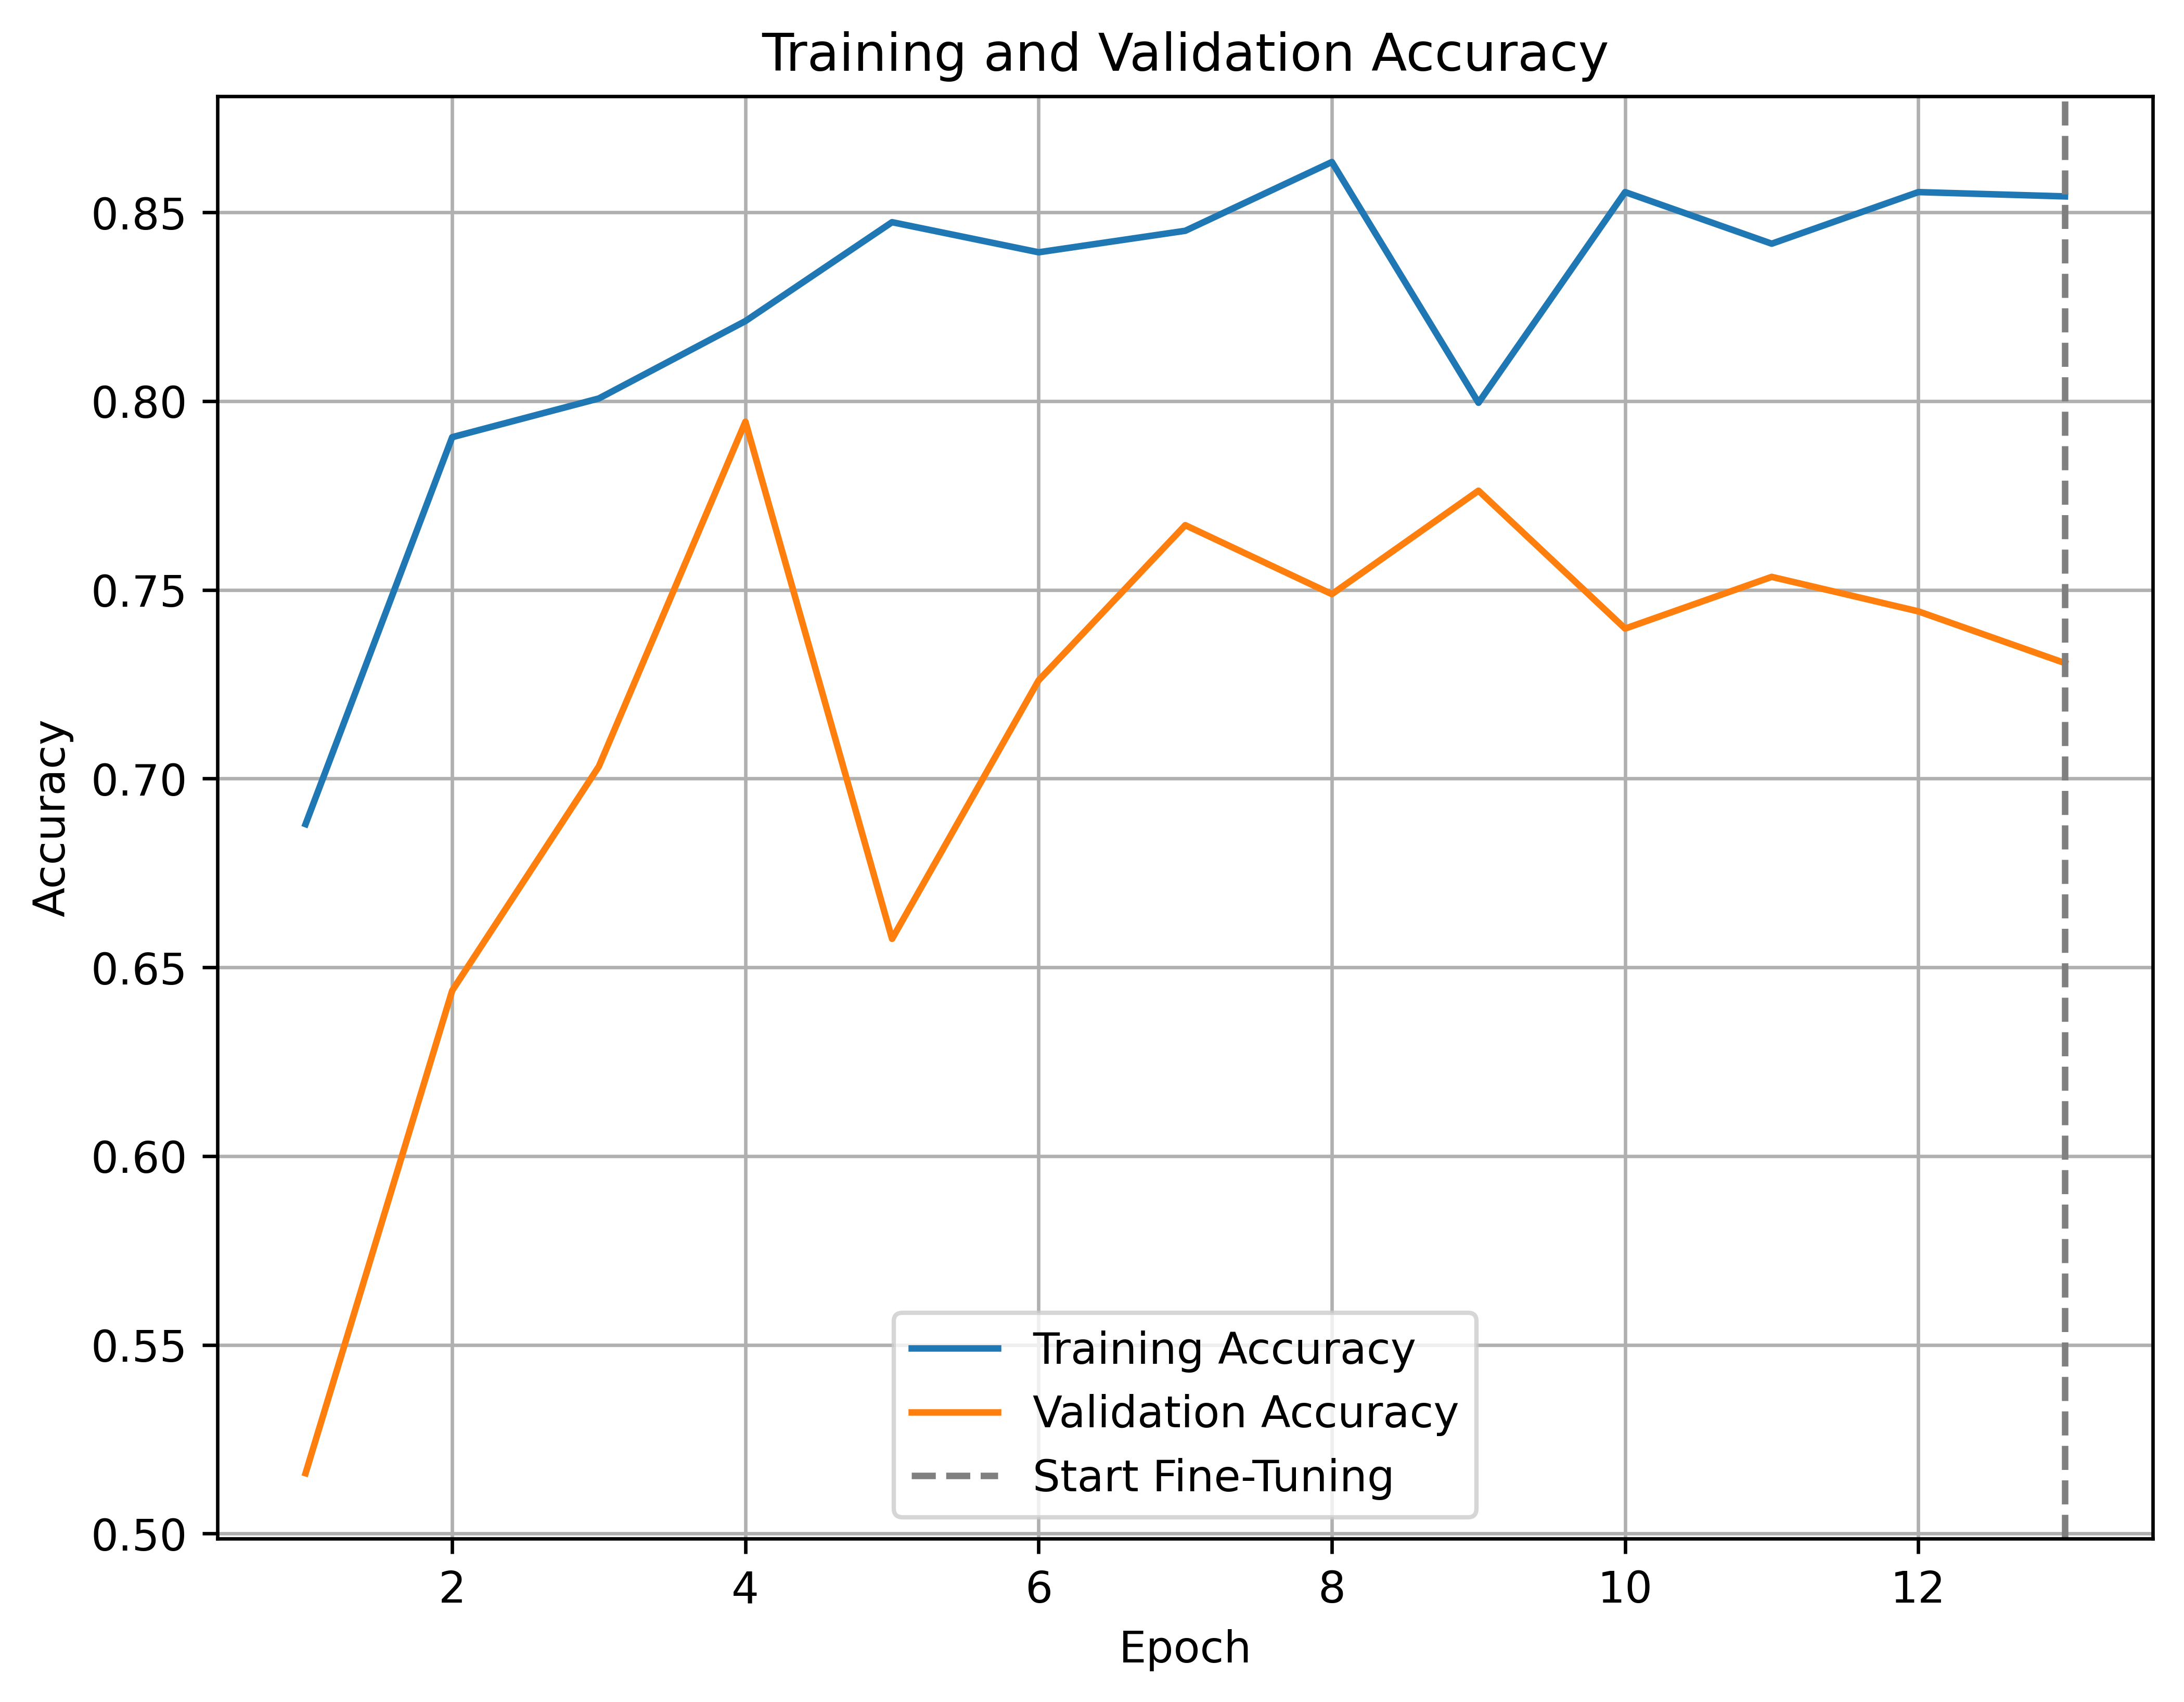 Training and Validation Accuracy
0.85
0.80
0.75
0.70
0.65
0.60
0.55
0.50
Accuracy
Training Accuracy
Validation Accuracy
Start Fine-Tuning
2 4 6 8 10 12
Epoch